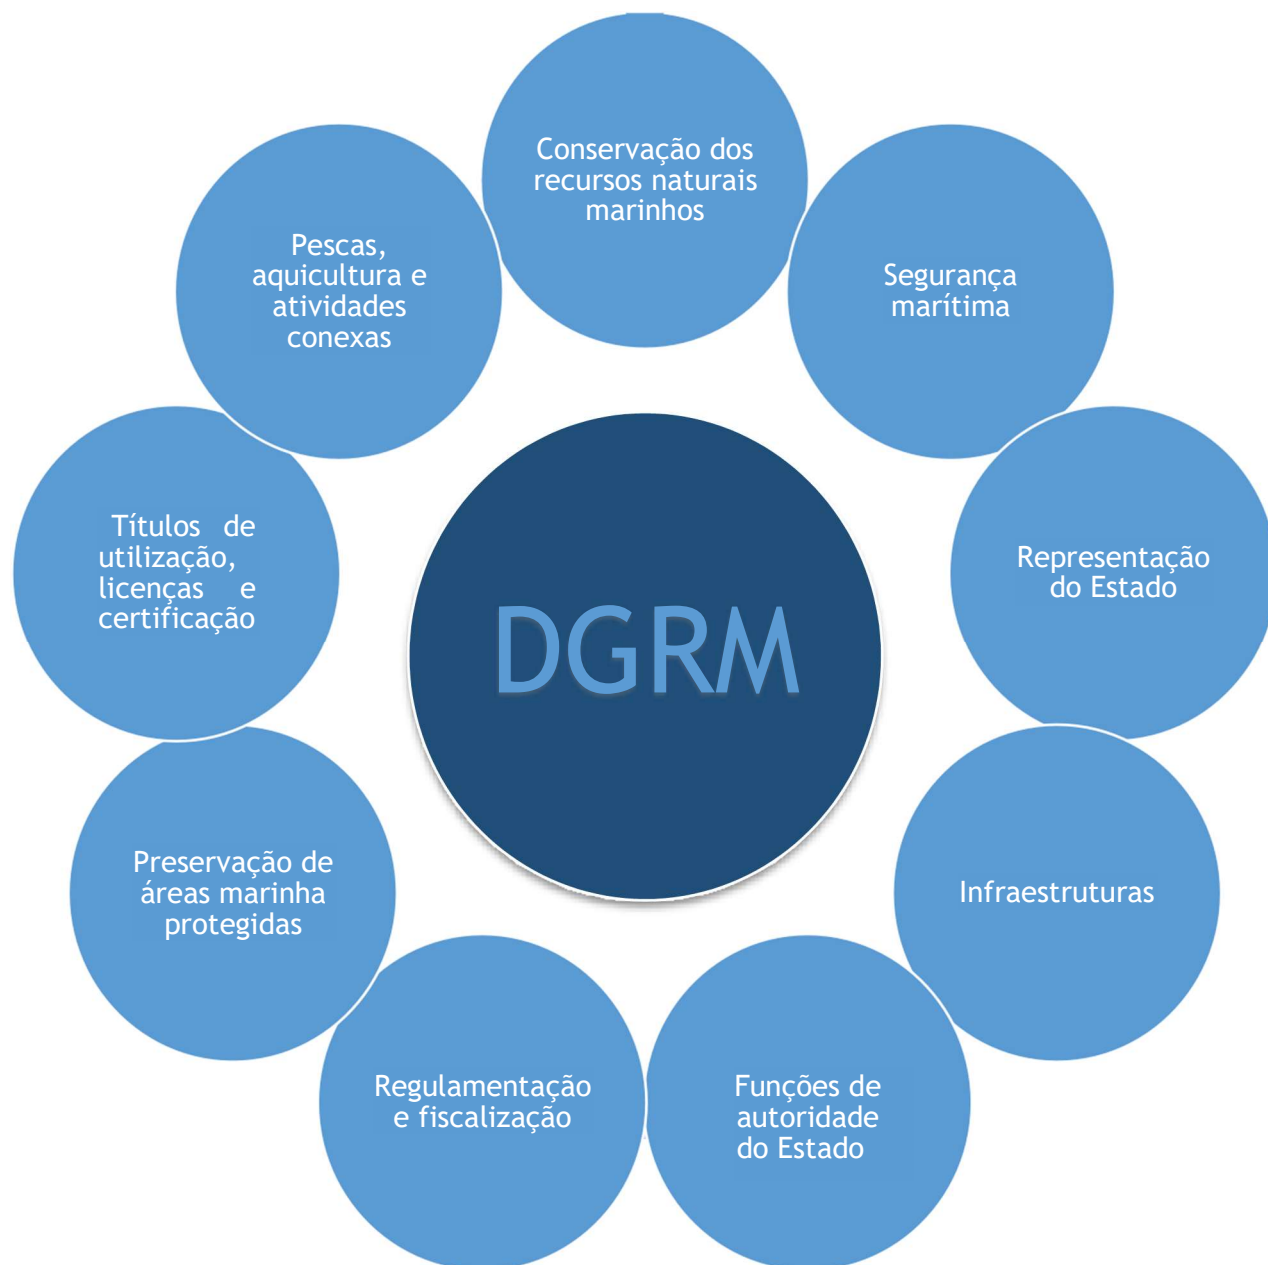 Conservação dos
recursos naturais
marinhos
Segurança
marítima
Representação
do Estado
Infraestruturas
Funções de
autoridade
do Estado
Regulamentação
e fiscalização
Preservação de
áreas marinha
protegidas
Títulos de
utilização,
licenças e
certificação
Pescas,
aquicultura e
atividades
conexas
DGRM